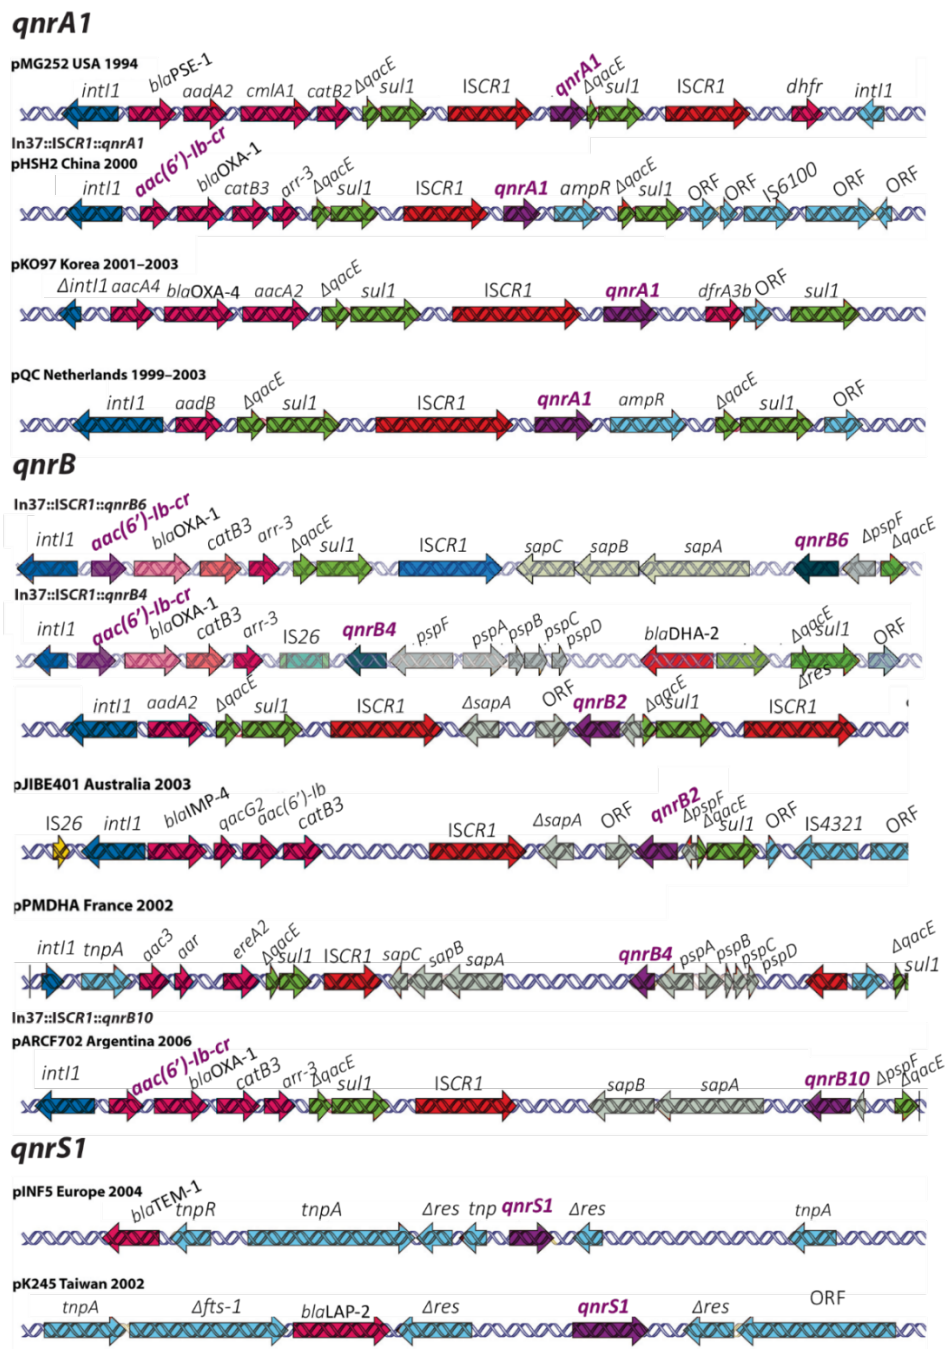 qnrA1
pMG252 USA 1994
intI1 blaPSE-1 aadA2 cmlA1 catB2 ΔqacE sul1 ISCR1 qnrA1 ΔqacE sul1 ISCR1 dhfr intI1
In37::ISCR1::qnrA1
pHSH2 China 2000
intI1 aac(6’)-Ib-cr blaOXA-1 catB3 arr-3 ΔqacE sul1 ISCR1 qnrA1 ampR ΔqacE sul1 ORF ORF IS6100 ORF ORF
pKO97 Korea 2001–2003
ΔintI1 aacA4 blaOXA-4 aacA2 ΔqacE sul1 ISCR1 qnrA1 dfrA3b ORF sul1
pQC Netherlands 1999–2003
intI1 aadB ΔqacE sul1 ISCR1 qnrA1 ampR ΔqacE sul1 ORF
qnrB
In37::ISCR1::qnrB6
intI1 aac(6’)-Ib-cr blaOXA-1 catB3 arr-3 ΔqacE sul1 ISCR1 sapC sapB sapA qnrB6 ΔpspF ΔqacE
In37::ISCR1::qnrB4
intI1 aac(6’)-Ib-cr blaOXA-1 catB3 arr-3 IS26 qnrB4 pspF pspA pspB pspC pspD blaDHA-2 ΔqacE sul1 ORF
Δres
intI1 aadA2 ΔqacE sul1 ISCR1 ΔsapA ORF qnrB2 ΔqacE sul1 ISCR1
pJIBE401 Australia 2003
IS26 intI1 blaIMP-4 qacG2 aac(6’)-Ib catB3 ISCR1 ΔsapA ORF qnrB2 ΔpspF ΔqacE sul1 ORF IS4321 ORF
pPMDHA France 2002
intI1 tnpA aac3 aar ereA2 ΔqacE sul1 ISCR1 sapC sapB sapA qnrB4 pspA pspB pspC pspD ΔqacE sul1
In37::ISCR1::qnrB10
pARCF702 Argentina 2006
intI1 aac(6’)-Ib-cr blaOXA-1 catB3 arr-3 ΔqacE sul1 ISCR1 sapB sapA qnrB10 ΔpspF ΔqacE
qnrS1
pINF5 Europe 2004
blaTEM-1 tnpR tnpA Δres tnp qnrS1 Δres tnpA
pK245 Taiwan 2002
tnpA Δfts-1 blaLAP-2 Δres qnrS1 Δres ORF